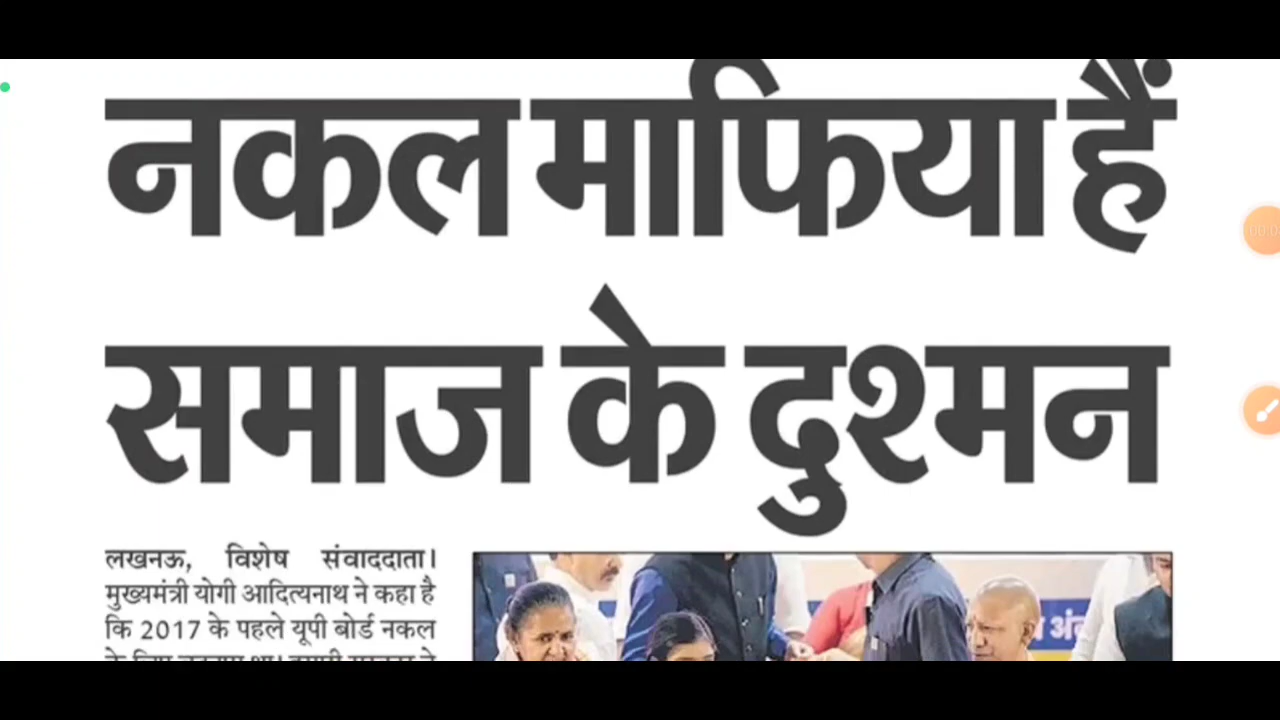 नकल माफिया हैं
समाज के दुश्मन
लखनऊ, विशेष संवाददाता।
मुख्यमंत्री योगी आदित्यनाथ ने कहा है
कि 2017 के पहले यूपी बोर्ड नकल